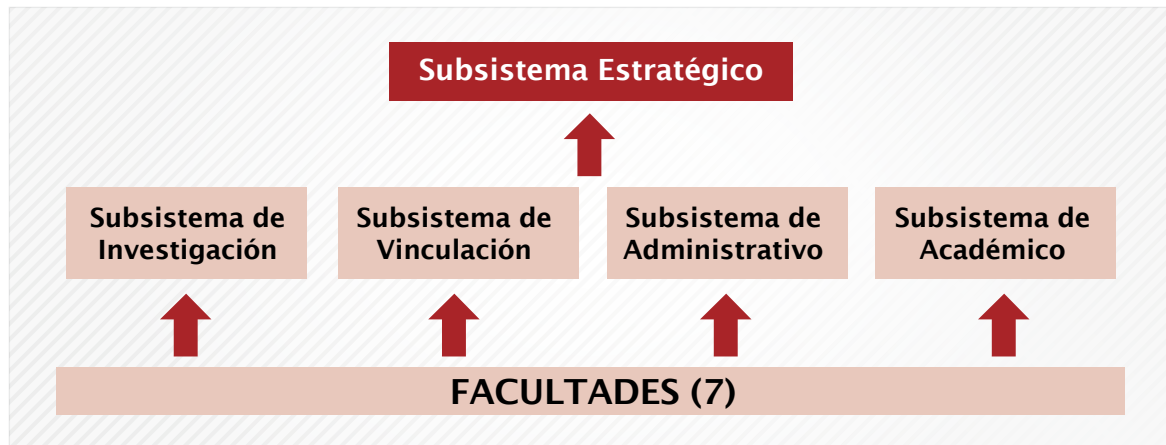 Subsistema Estratégico
Subsistema de
Investigación
Subsistema de
Vinculación
Subsistema de
Administrativo
Subsistema de
Académico
FACULTADES (7)